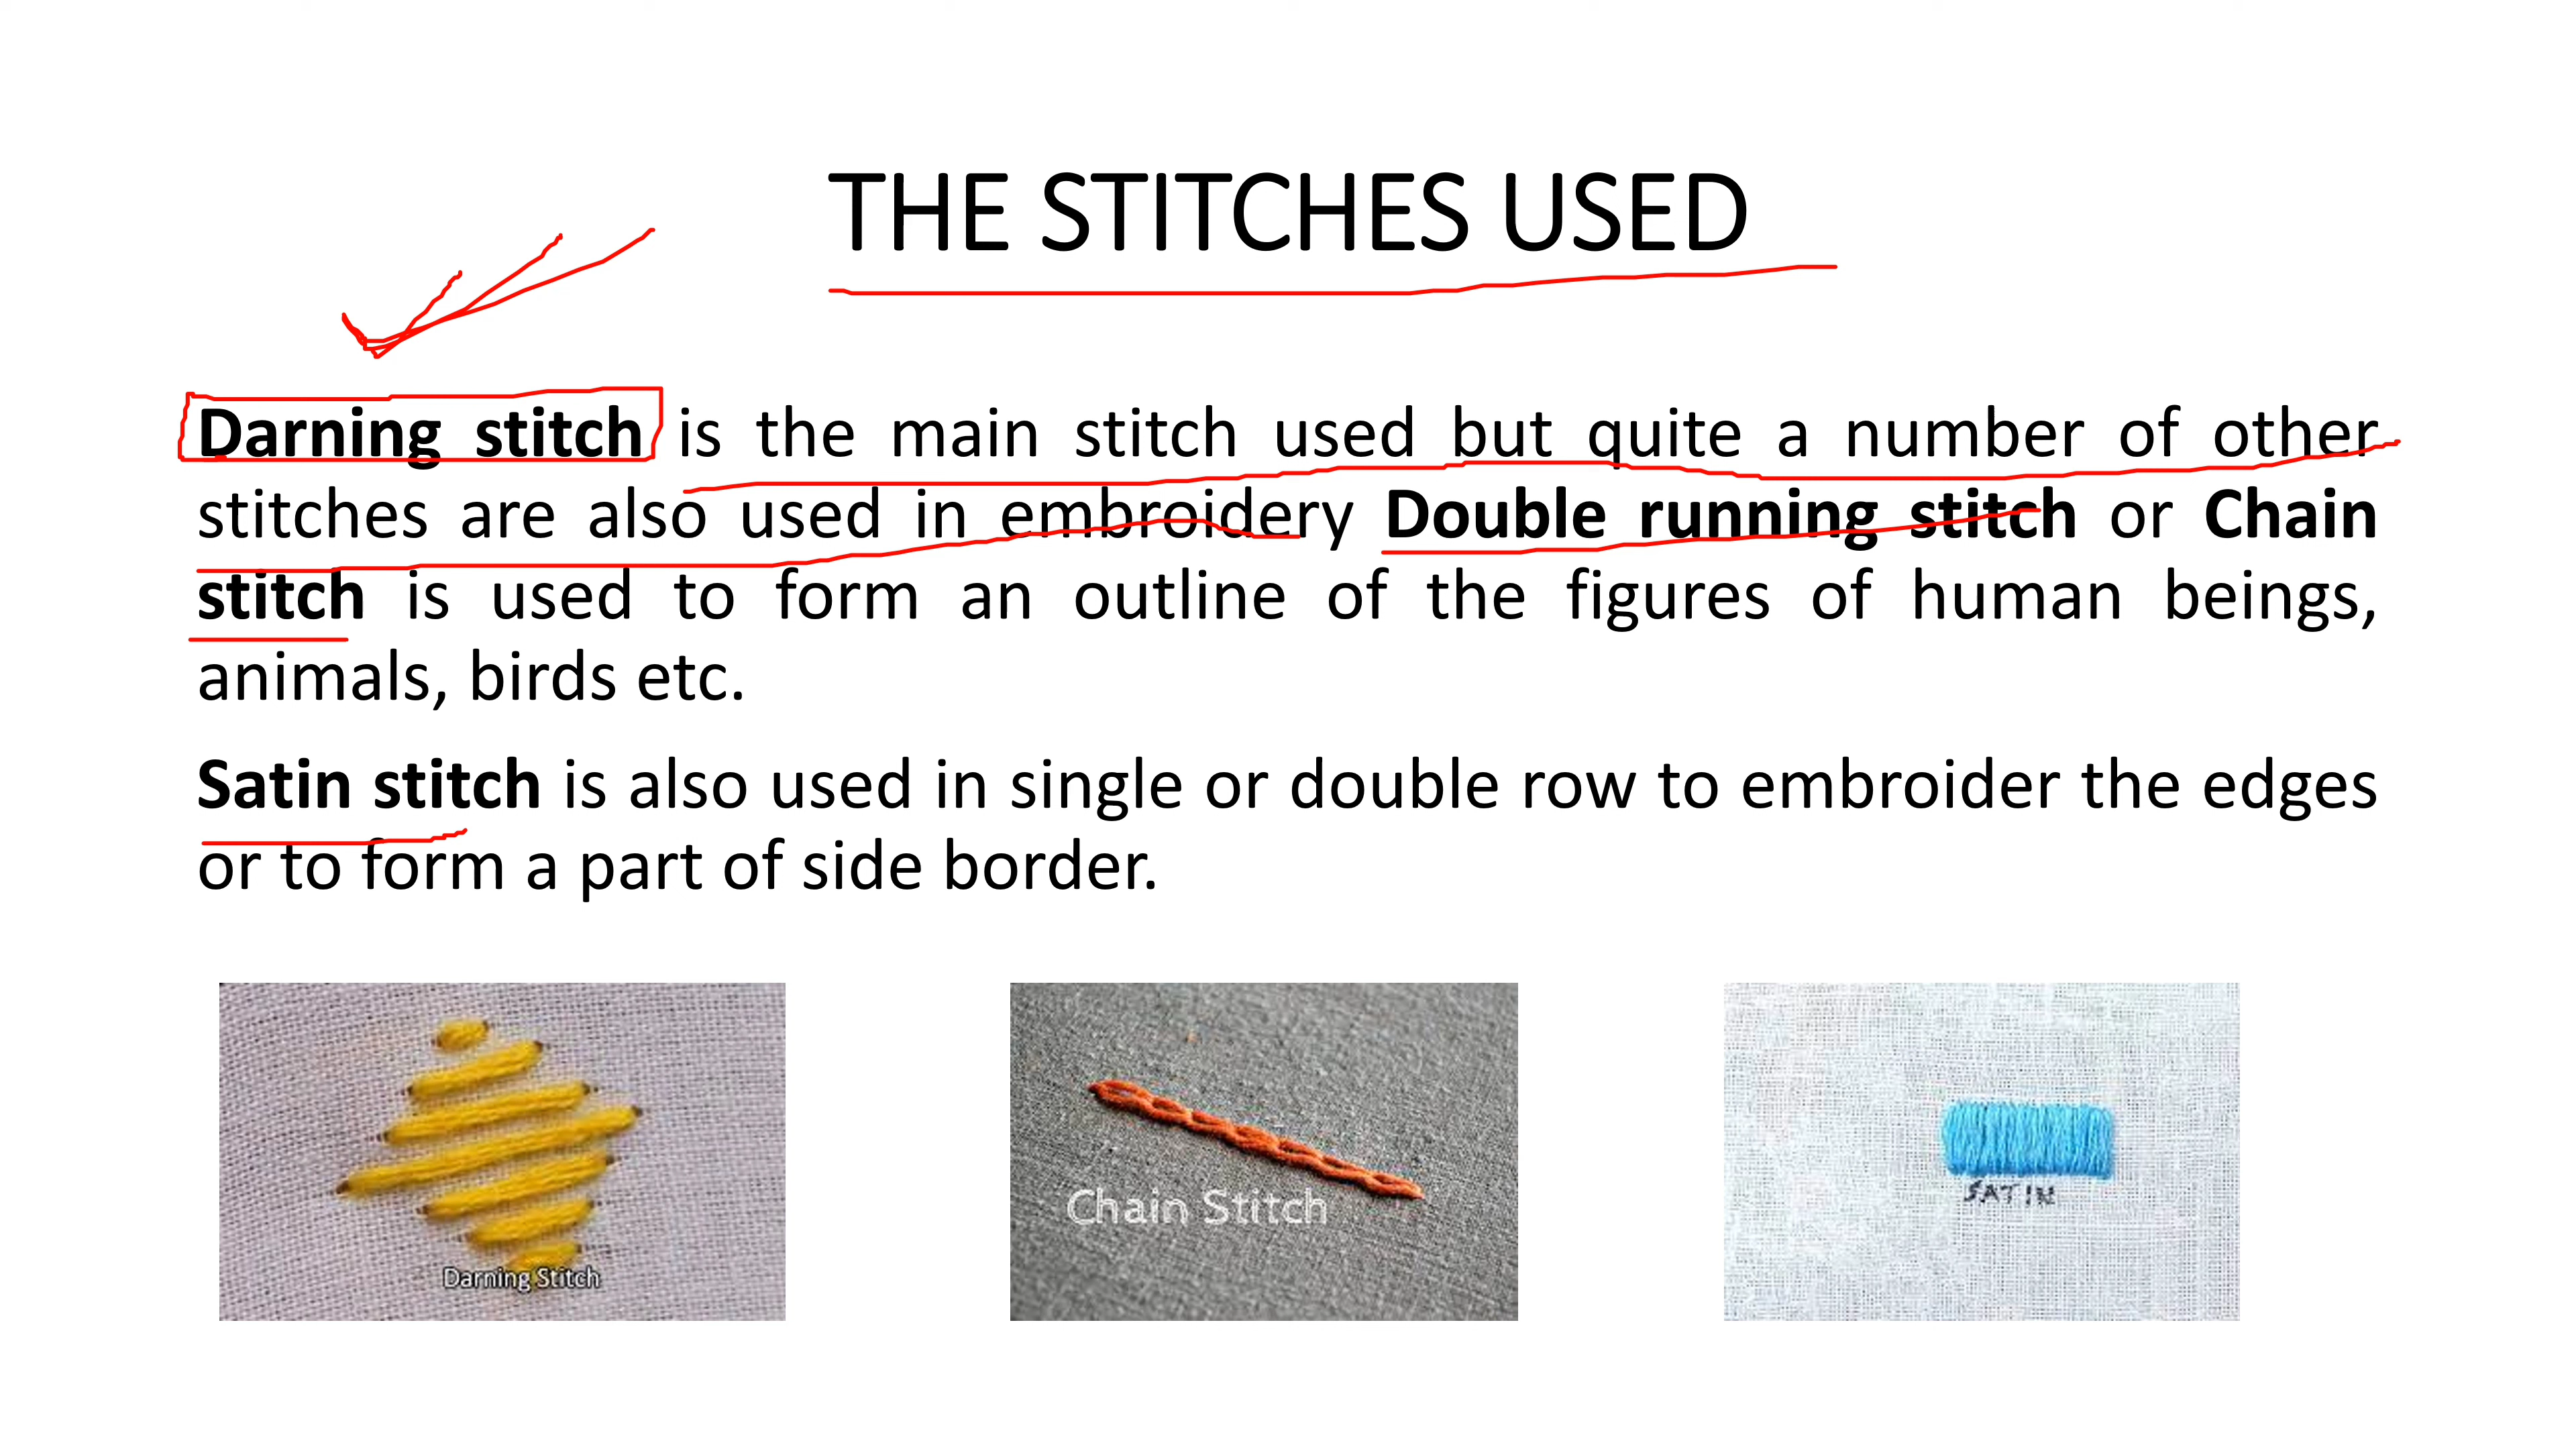 THE STITCHES USED
Darning stitch is the main stitch used but quite a number of other
stitches are also used in embroidery Double running stitch or Chain
stitch is used to form an outline of the figures of human beings,
animals, birds etc.
Satin stitch is also used in single or double row to embroider the edges
or to form a part of side border.
Darning Stitch
Chain Stitch
SATIN